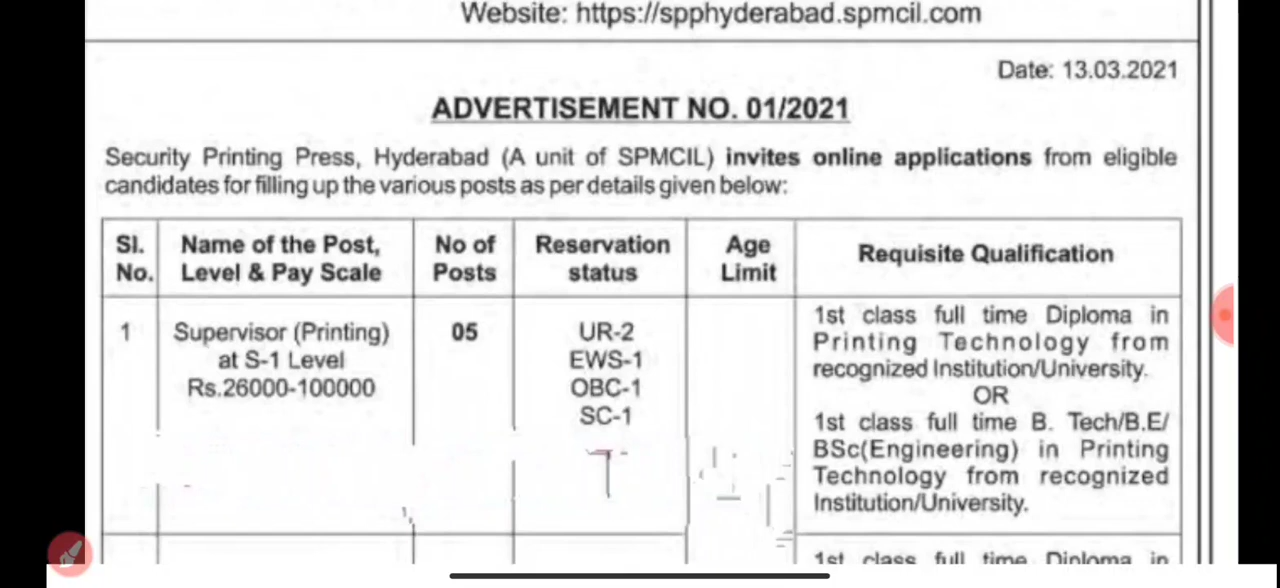 Website: https://spphyderabad.spmcil.com
Date: 13.03.2021
ADVERTISEMENT NO. 01/2021
Security Printing Press, Hyderabad (A unit of SPMCIL) invites online applications from eligible
candidates for filling up the various posts as per details given below:
Sl. No.
Name of the Post, Level & Pay Scale
No of Posts
Reservation status
Age Limit
Requisite Qualification
1
Supervisor (Printing)
at S-1 Level
Rs.26000-100000
05
UR-2
EWS-1
OBC-1
SC-1
1st class full time Diploma in
Printing Technology from
recognized Institution/University.
OR
1st class full time B. Tech/B.E/
BSc(Engineering) in Printing
Technology from recognized
Institution/University.
1st class full time Diploma in